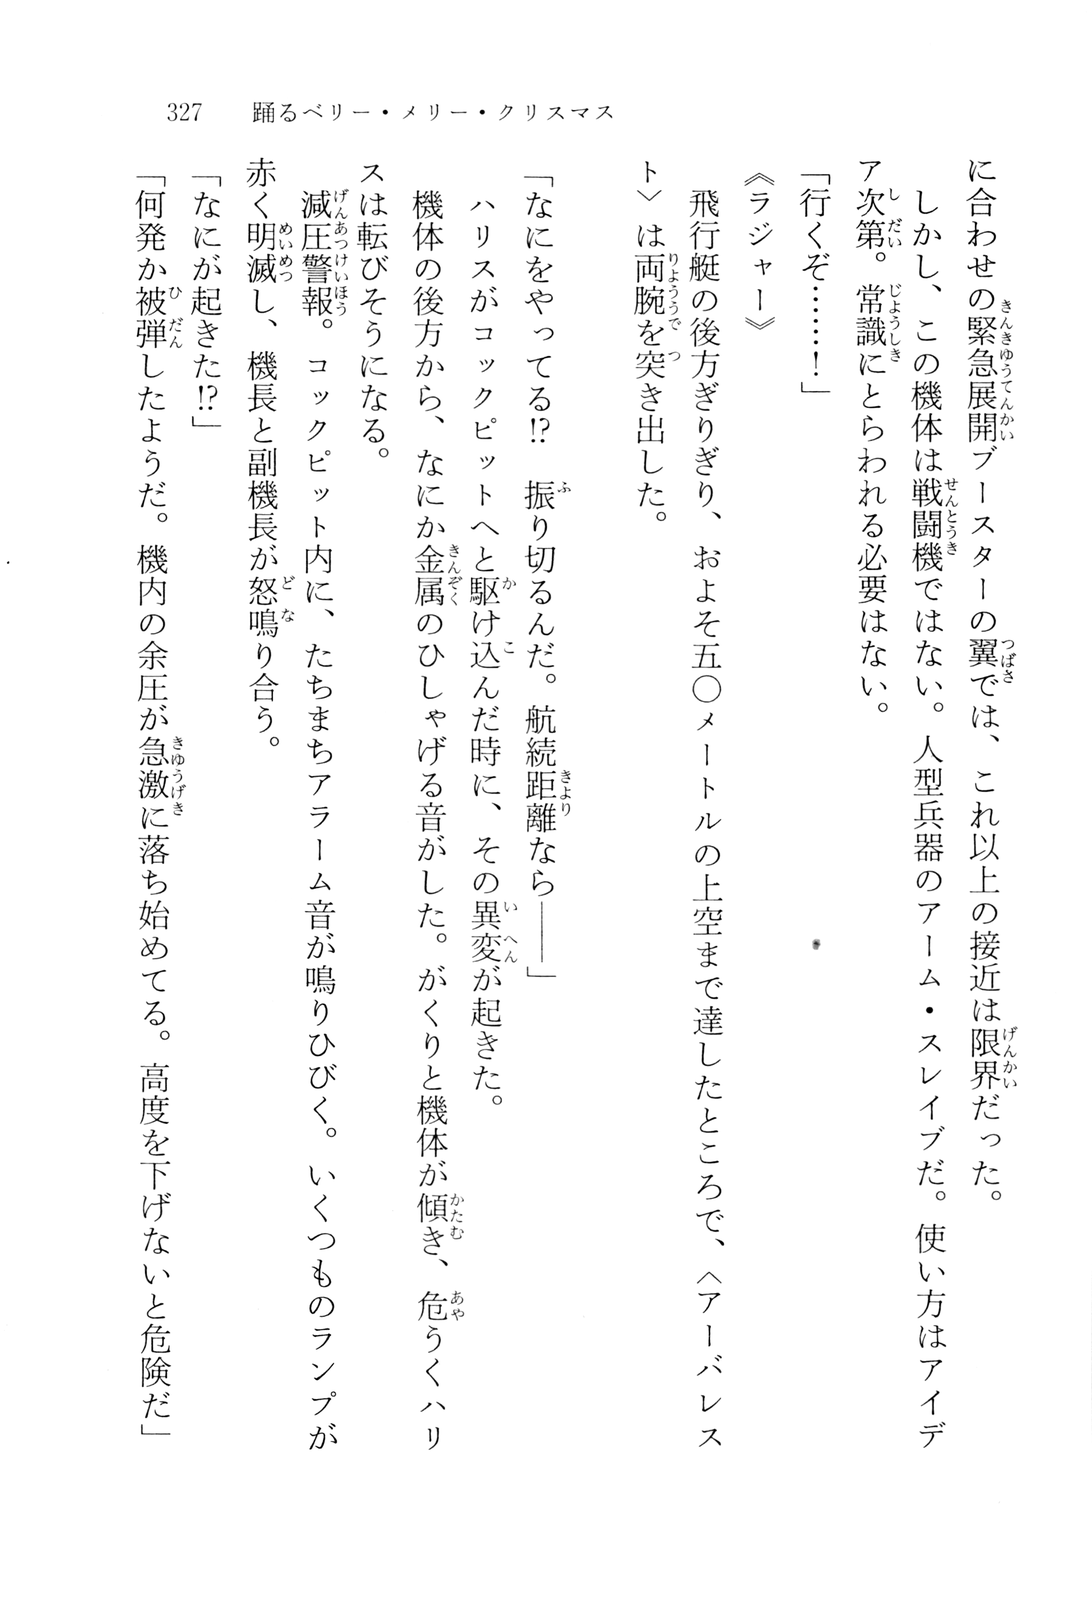 327　踊るベリー・メリー・クリスマス
に合わせの緊急展開ブースターの翼では、これ以上の接近は限界だった。
しかし、この機体は戦闘機ではない。人型兵器のアーム・スレイブだ。使い方はアイデ
ア次第。常識にとらわれる必要はない。
「行くぞ……！」
《ラジャー》
飛行艇の後方ぎりぎり、およそ五〇メートルの上空まで達したところで、〈アーバレス
ト〉は両腕を突き出した。
「なにをやってる!?　振り切るんだ。航続距離なら――」
ハリスがコックピットへと駆け込んだ時に、その異変が起きた。
機体の後方から、なにか金属のひしゃげる音がした。がくりと機体が傾き、危うくハリ
スは転びそうになる。
減圧警報。コックピット内に、たちまちアラーム音が鳴りひびく。いくつものランプが
赤く明滅し、機長と副機長が怒鳴り合う。
「なにが起きた!?」
「何発か被弾したようだ。機内の余圧が急激に落ち始めてる。高度を下げないと危険だ」